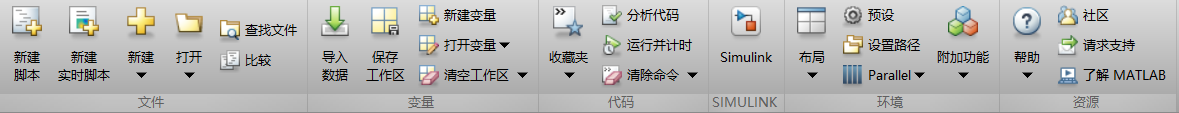 新建
脚本
新建
实时脚本
新建
打开
查找文件
比较
文件
导入
数据
保存
工作区
新建变量
打开变量
清空工作区
变量
收藏夹
分析代码
运行并计时
清除命令
代码
Simulink
SIMULINK
布局
预设
设置路径
Parallel
附加功能
环境
帮助
社区
请求支持
了解 MATLAB
资源